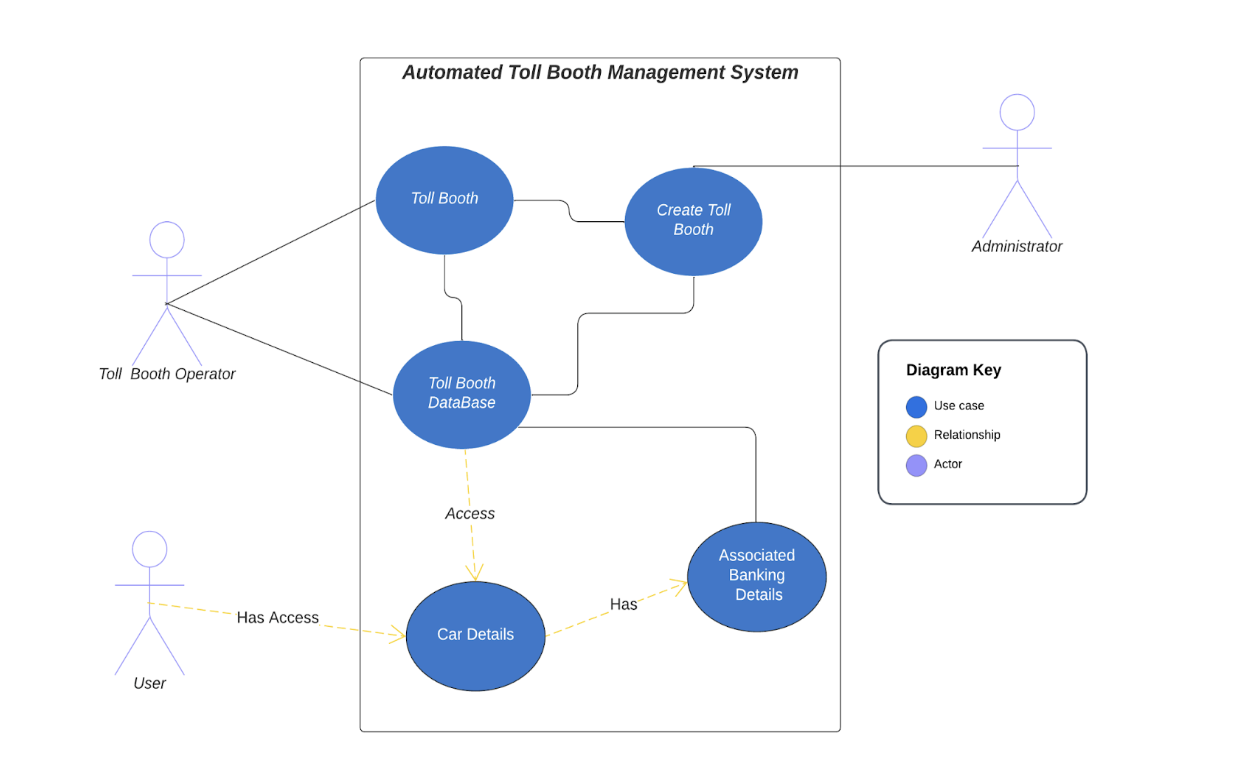 Automated Toll Booth Management System
Toll Booth
Create Toll
Booth
Administrator
Toll Booth Operator
Toll Booth
DataBase
Diagram Key
Use case
Relationship
Actor
Access
Associated
Banking
Details
Has
Has Access
Car Details
User